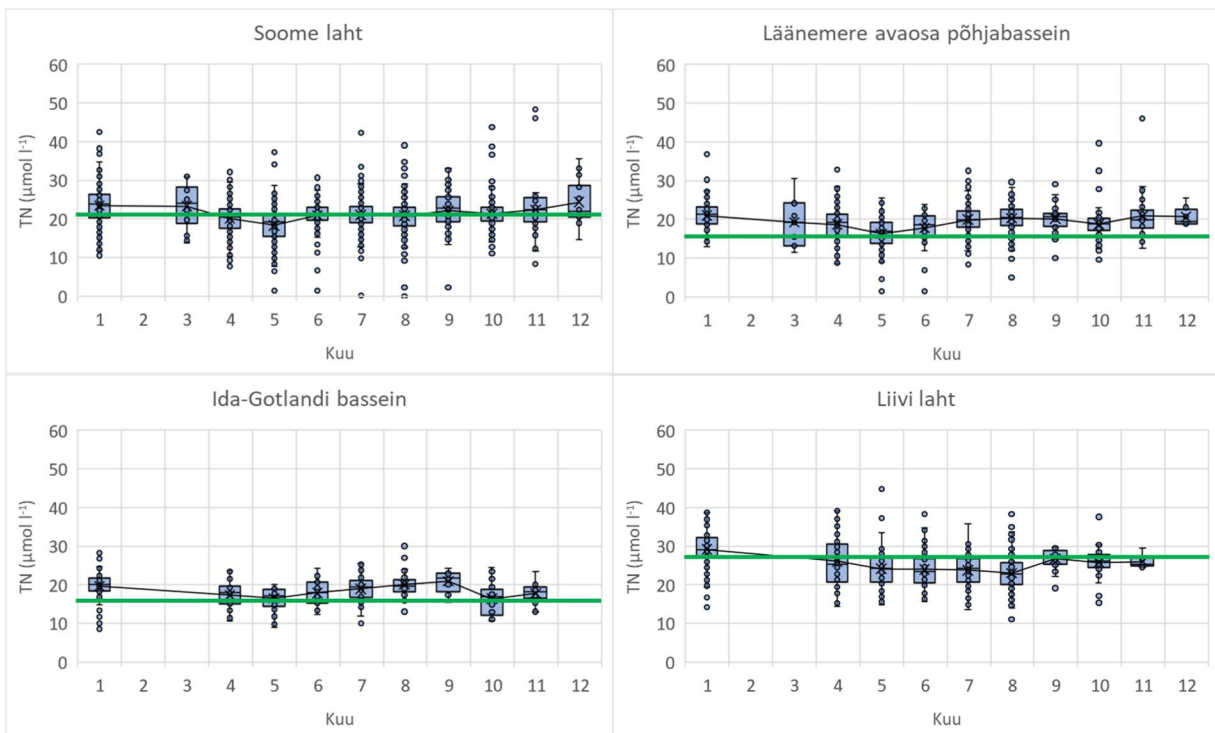 Soome laht
60
50
40
30
20
10
0
TN (µmol l⁻¹)
1 2 3 4 5 6 7 8 9 10 11 12
Kuu
Läänemere avaosa põhjabassein
60
50
40
30
20
10
0
TN (µmol l⁻¹)
1 2 3 4 5 6 7 8 9 10 11 12
Kuu
Ida-Gotlandi bassein
60
50
40
30
20
10
0
TN (µmol l⁻¹)
1 2 3 4 5 6 7 8 9 10 11 12
Kuu
Liivi laht
60
50
40
30
20
10
0
TN (µmol l⁻¹)
1 2 3 4 5 6 7 8 9 10 11 12
Kuu